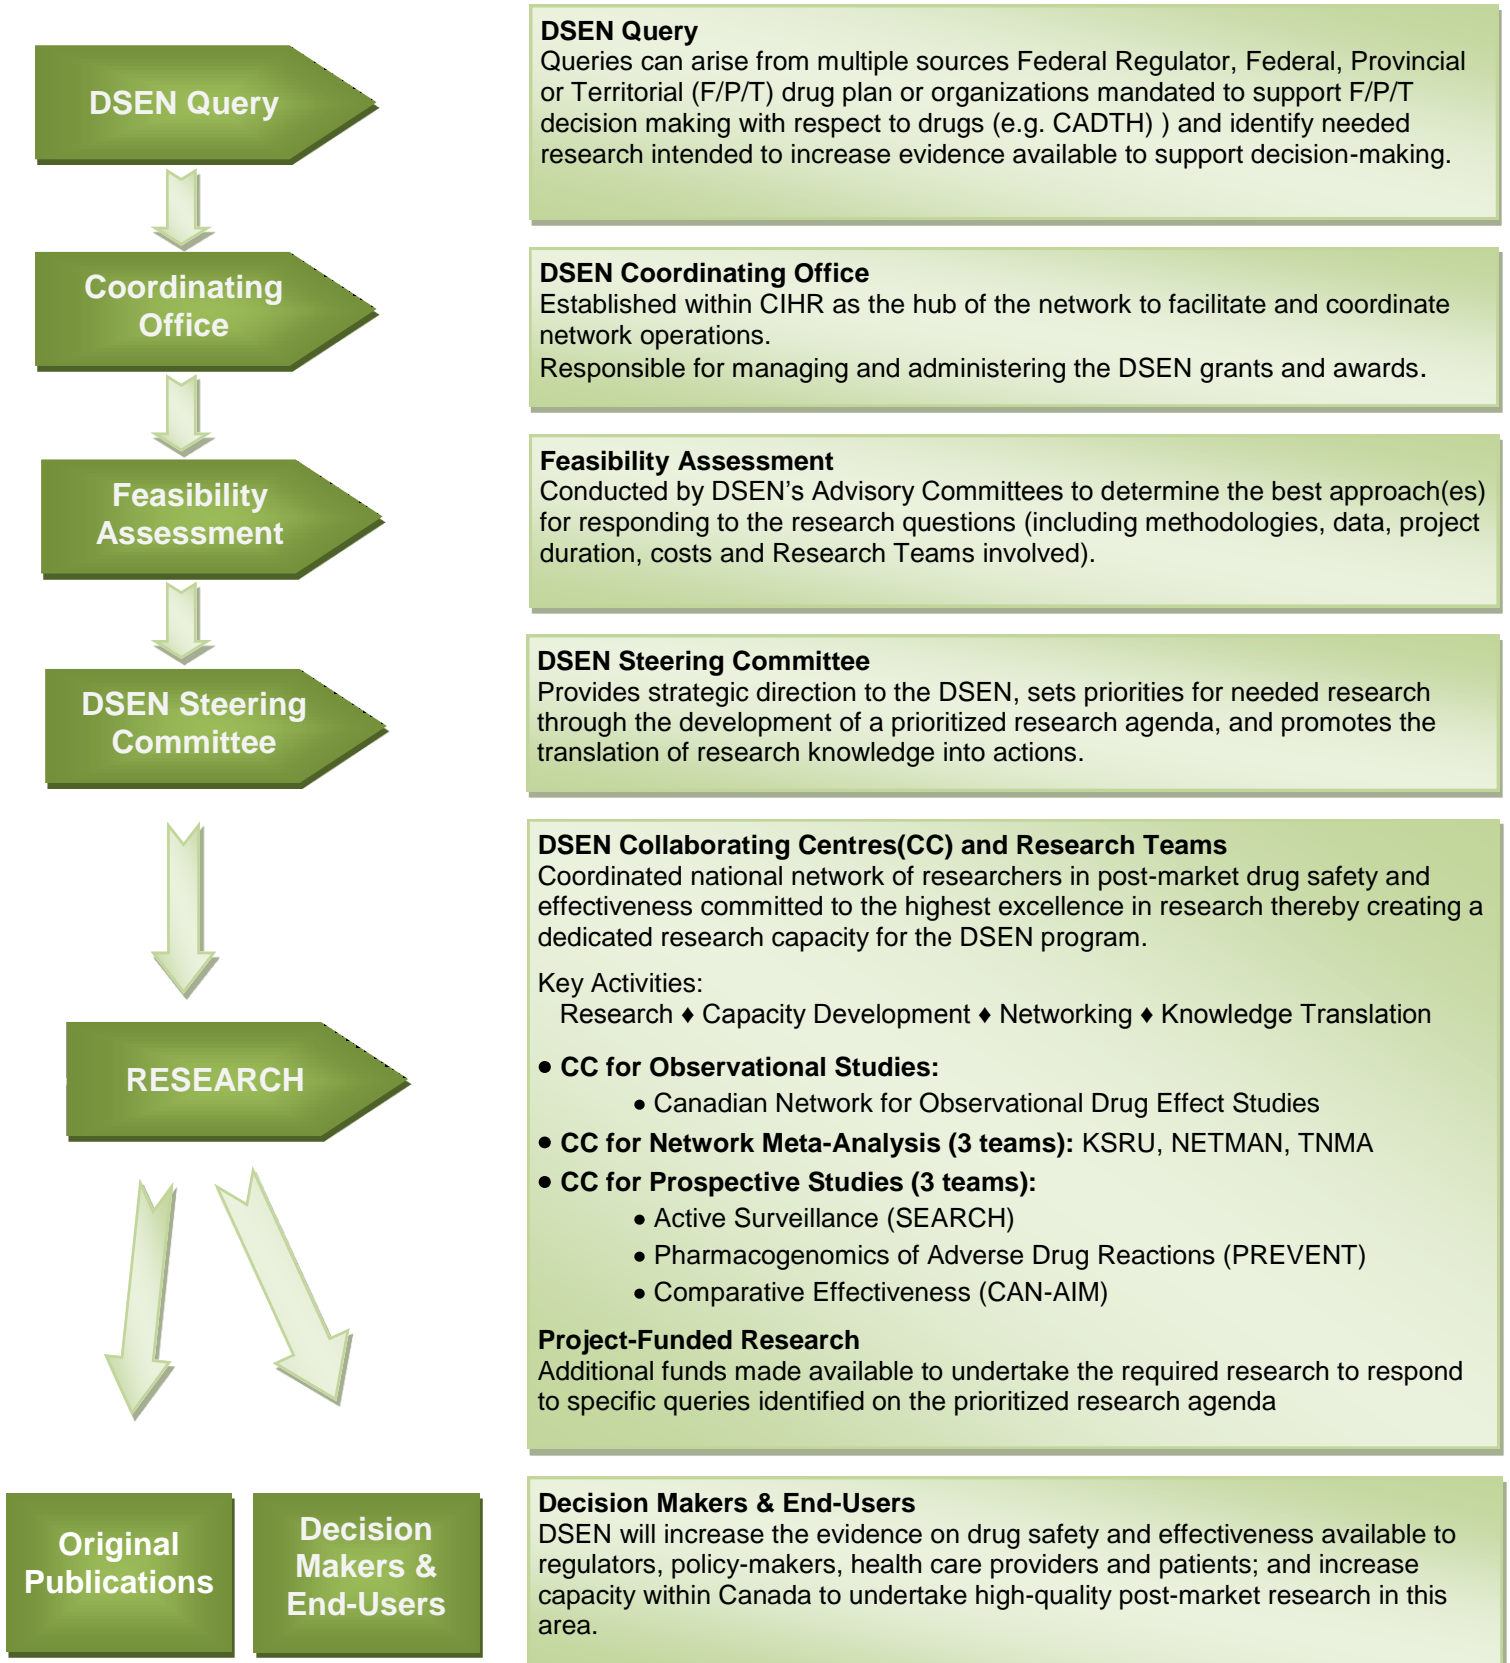 DSEN Query
DSEN Query
Queries can arise from multiple sources Federal Regulator, Federal, Provincial
or Territorial (F/P/T) drug plan or organizations mandated to support F/P/T
decision making with respect to drugs (e.g. CADTH) ) and identify needed
research intended to increase evidence available to support decision-making.
Coordinating
Office
DSEN Coordinating Office
Established within CIHR as the hub of the network to facilitate and coordinate
network operations.
Responsible for managing and administering the DSEN grants and awards.
Feasibility
Assessment
Feasibility Assessment
Conducted by DSEN's Advisory Committees to determine the best approach(es)
for responding to the research questions (including methodologies, data, project
duration, costs and Research Teams involved).
DSEN Steering
Committee
DSEN Steering Committee
Provides strategic direction to the DSEN, sets priorities for needed research
through the development of a prioritized research agenda, and promotes the
translation of research knowledge into actions.
RESEARCH
DSEN Collaborating Centres(CC) and Research Teams
Coordinated national network of researchers in post-market drug safety and
effectiveness committed to the highest excellence in research thereby creating a
dedicated research capacity for the DSEN program.
Key Activities:
Research ♦ Capacity Development ♦ Networking ♦ Knowledge Translation
• CC for Observational Studies:
• Canadian Network for Observational Drug Effect Studies
• CC for Network Meta-Analysis (3 teams): KSRU, NETMAN, TNMA
• CC for Prospective Studies (3 teams):
• Active Surveillance (SEARCH)
• Pharmacogenomics of Adverse Drug Reactions (PREVENT)
• Comparative Effectiveness (CAN-AIM)
Project-Funded Research
Additional funds made available to undertake the required research to respond
to specific queries identified on the prioritized research agenda
Original
Publications
Decision
Makers &
End-Users
Decision Makers & End-Users
DSEN will increase the evidence on drug safety and effectiveness available to
regulators, policy-makers, health care providers and patients; and increase
capacity within Canada to undertake high-quality post-market research in this
area.